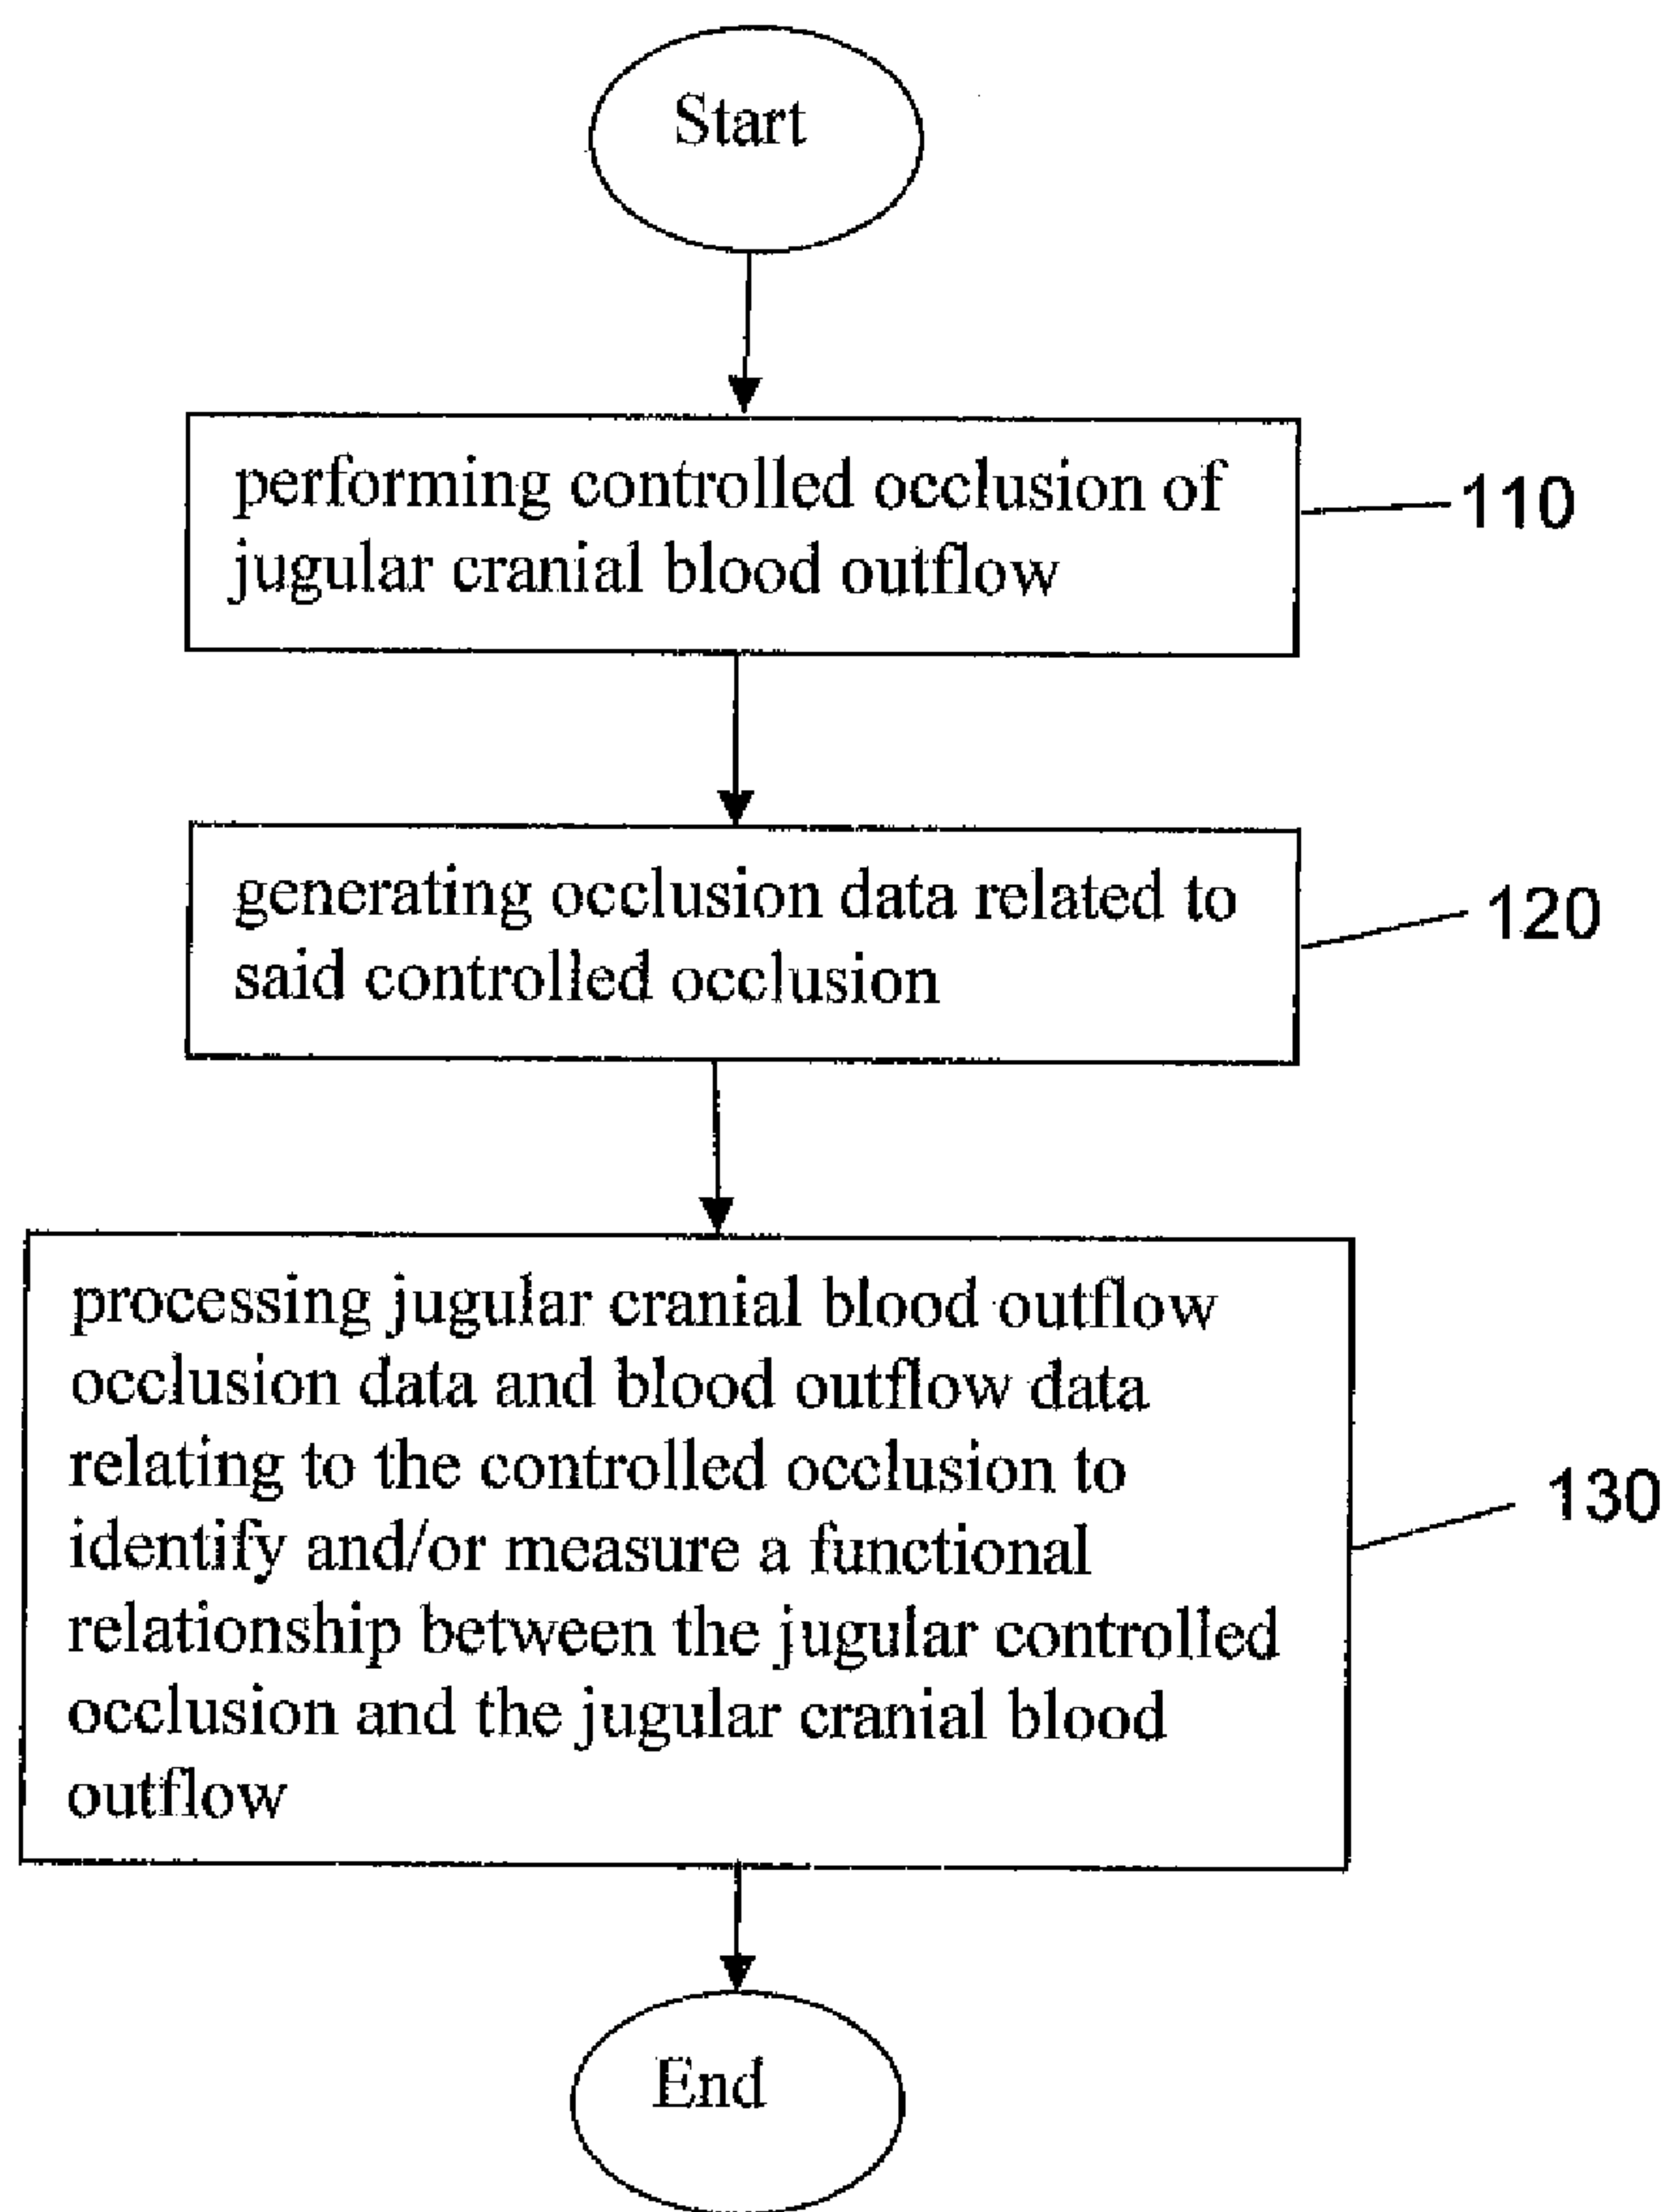 Start
performing controlled occlusion of
jugular cranial blood outflow
110
generating occlusion data related to
said controlled occlusion
120
processing jugular cranial blood outflow
occlusion data and blood outflow data
relating to the controlled occlusion to
identify and/or measure a functional
relationship between the jugular controlled
occlusion and the jugular cranial blood
outflow
130
End